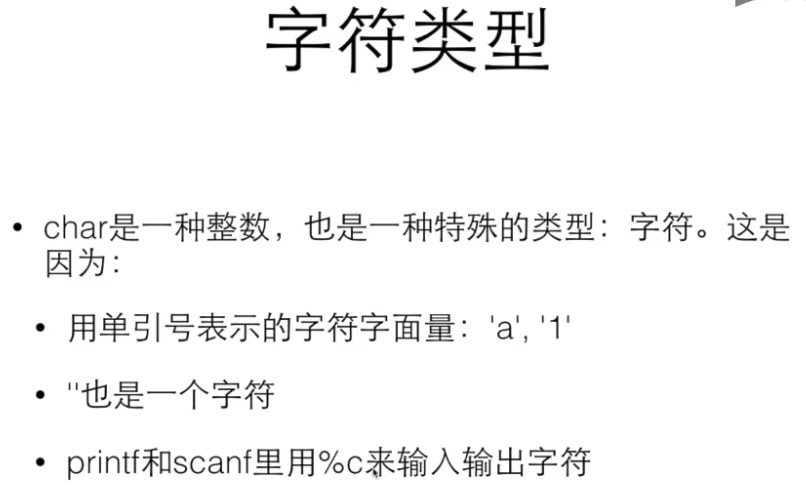 字符类型
• char是一种整数，也是一种特殊的类型：字符。这是
因为：
• 用单引号表示的字符字面量：'a', '1'
• ''也是一个字符
• printf和scanf里用%c来输入输出字符